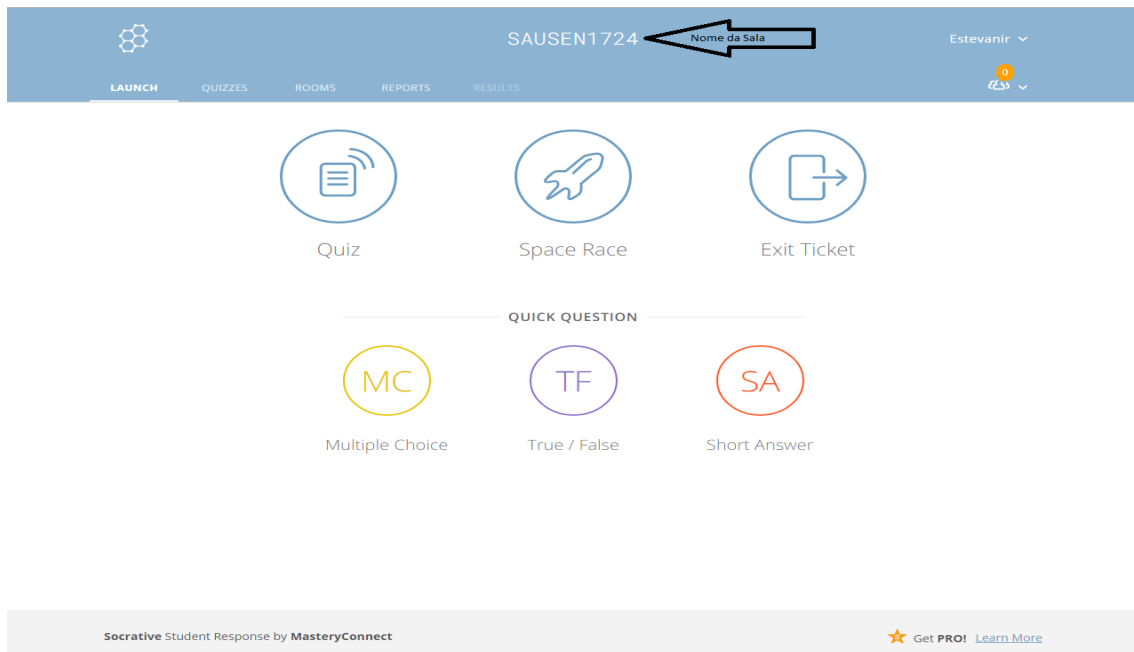 SAUSEN1724
Nome da Sala
Estevanir
0
LAUNCH QUIZZES ROOMS REPORTS RESULTS
Quiz Space Race Exit Ticket
QUICK QUESTION
MC TF SA
Multiple Choice True / False Short Answer
Socrative Student Response by MasteryConnect Get PRO! Learn More